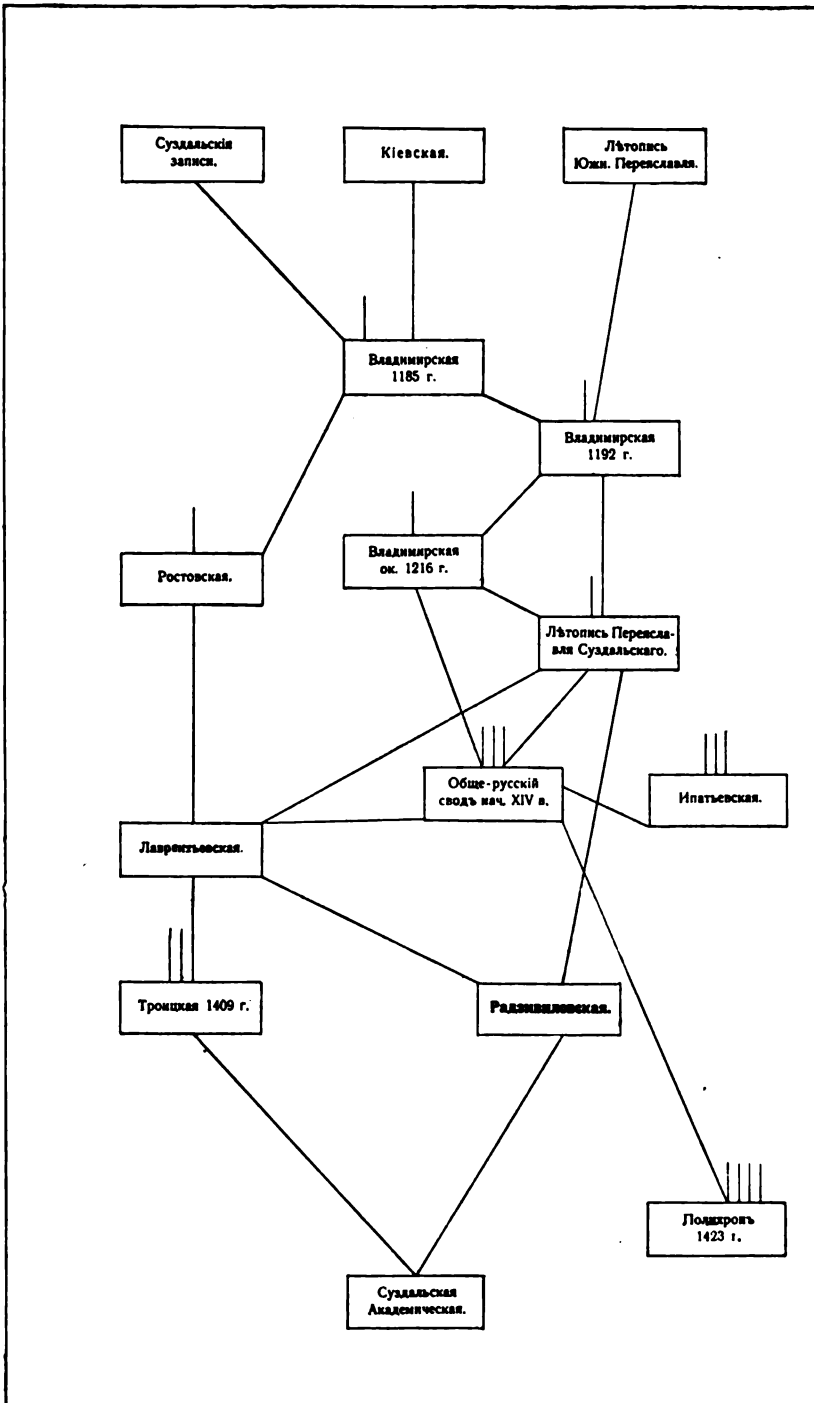 Суздальскія
записи.
Кіевская.
Лѣтопись
Южн. Переяславля.
Владимирская
1185 г.
Владимирская
1192 г.
Ростовская.
Владимирская
ок. 1216 г.
Лѣтопись Переясла-
вля Суздальскаго.
Обще-русскій
сводъ нач. XIV в.
Ипатьевская.
Лаврентьевская.
Троицкая 1409 г.
Радзивиловская.
Полихронъ
1423 г.
Суздальская
Академическая.